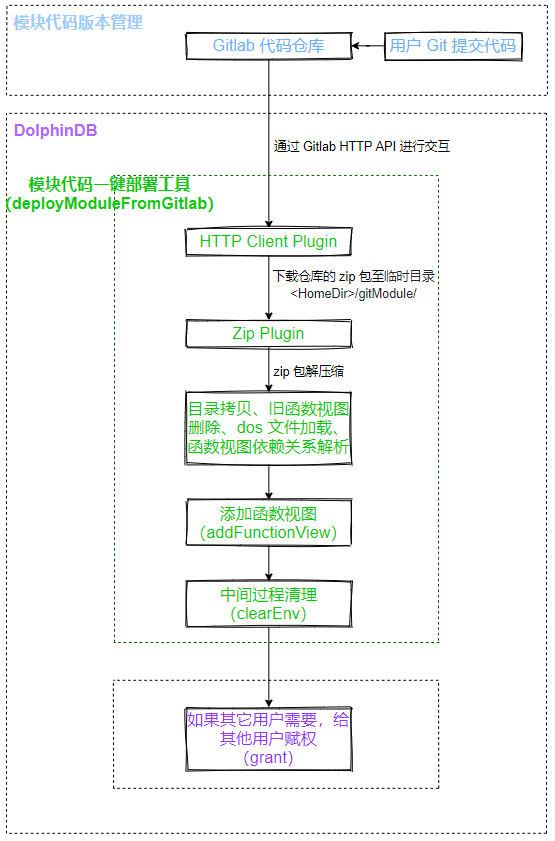 模块代码版本管理
Gitlab 代码仓库
用户 Git 提交代码
DolphinDB
通过 Gitlab HTTP API 进行交互
模块代码一键部署工具
（deployModuleFromGitlab）
HTTP Client Plugin
下载仓库的 zip 包至临时目录
<HomeDir>/gitModule/
Zip Plugin
zip 包解压缩
目录拷贝、旧函数视图
删除、dos 文件加载、
函数视图依赖关系解析
添加函数视图
（addFunctionView）
中间过程清理
（clearEnv）
如果其它用户需要，给
其他用户赋权
（grant）